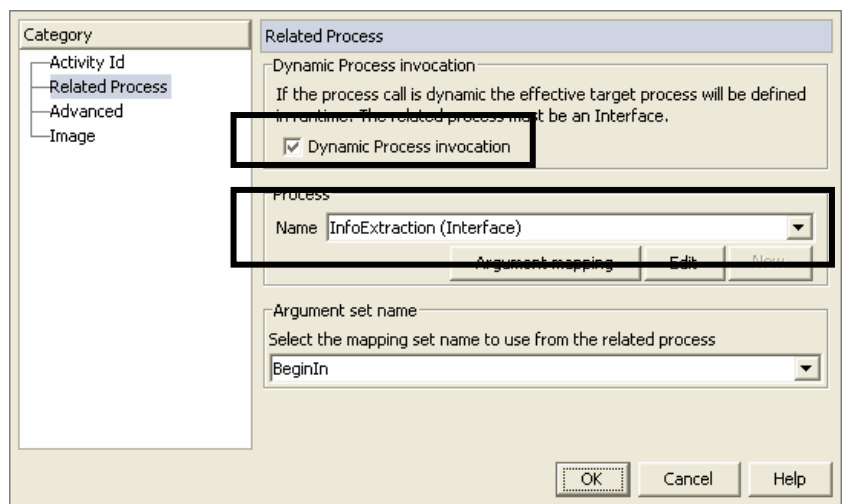 Category
Activity Id
Related Process
Advanced
Image
Related Process
Dynamic Process invocation
If the process call is dynamic the effective target process will be defined
in runtime. The related process must be an Interface.
Dynamic Process invocation
Process
Name InfoExtraction (Interface)
Argument mapping Edit New
Argument set name
Select the mapping set name to use from the related process
BeginIn
OK Cancel Help